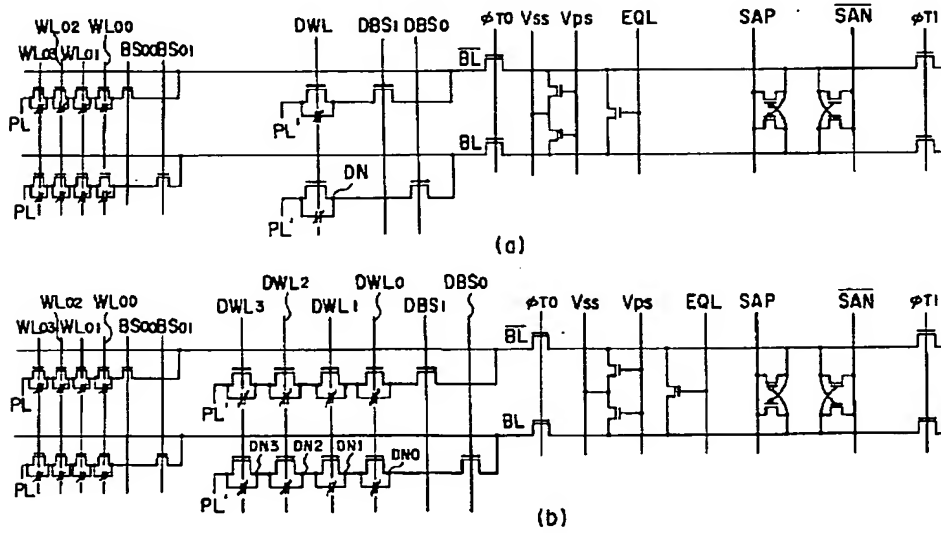 WL02 WL00
WL03 WL01 BS00 BS01
DWL DBS1 DBS0
φT0 Vss Vps EQL SAP SAN φT1
BL
PL
PL'
BL
DN
PL
PL'
(a)
DWL2 DWL0 DBS0
WL02 WL00
WL03 WL01 BS00 BS01
DWL3 DWL1 DBS1
φT0 Vss Vps EQL SAP SAN φT1
BL
PL
PL'
BL
DN3 DN2 DN1 DN0
PL
PL'
(b)